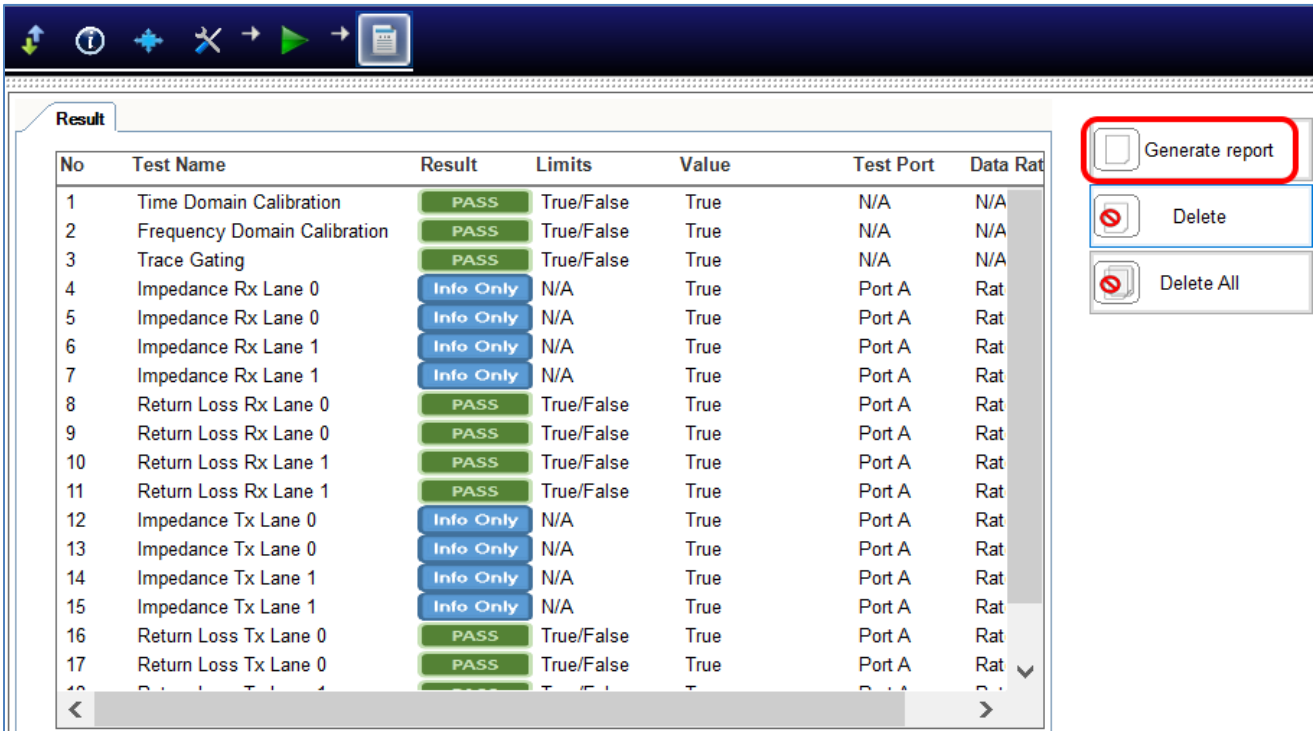 Result
No Test Name Result Limits Value Test Port Data Rat
1 Time Domain Calibration PASS True/False True N/A N/A
2 Frequency Domain Calibration PASS True/False True N/A N/A
3 Trace Gating PASS True/False True N/A N/A
4 Impedance Rx Lane 0 Info Only N/A True Port A Rat
5 Impedance Rx Lane 0 Info Only N/A True Port A Rat
6 Impedance Rx Lane 1 Info Only N/A True Port A Rat
7 Impedance Rx Lane 1 Info Only N/A True Port A Rat
8 Return Loss Rx Lane 0 PASS True/False True Port A Rat
9 Return Loss Rx Lane 0 PASS True/False True Port A Rat
10 Return Loss Rx Lane 1 PASS True/False True Port A Rat
11 Return Loss Rx Lane 1 PASS True/False True Port A Rat
12 Impedance Tx Lane 0 Info Only N/A True Port A Rat
13 Impedance Tx Lane 0 Info Only N/A True Port A Rat
14 Impedance Tx Lane 1 Info Only N/A True Port A Rat
15 Impedance Tx Lane 1 Info Only N/A True Port A Rat
16 Return Loss Tx Lane 0 PASS True/False True Port A Rat
17 Return Loss Tx Lane 0 PASS True/False True Port A Rat
Generate report
Delete
Delete All